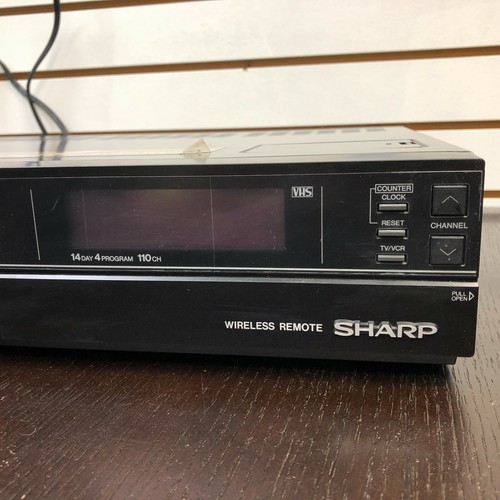 VHS
COUNTER
CLOCK
RESET
CHANNEL
TV/VCR
14 DAY 4 PROGRAM 110 CH
PULL
OPEN
WIRELESS REMOTE SHARP